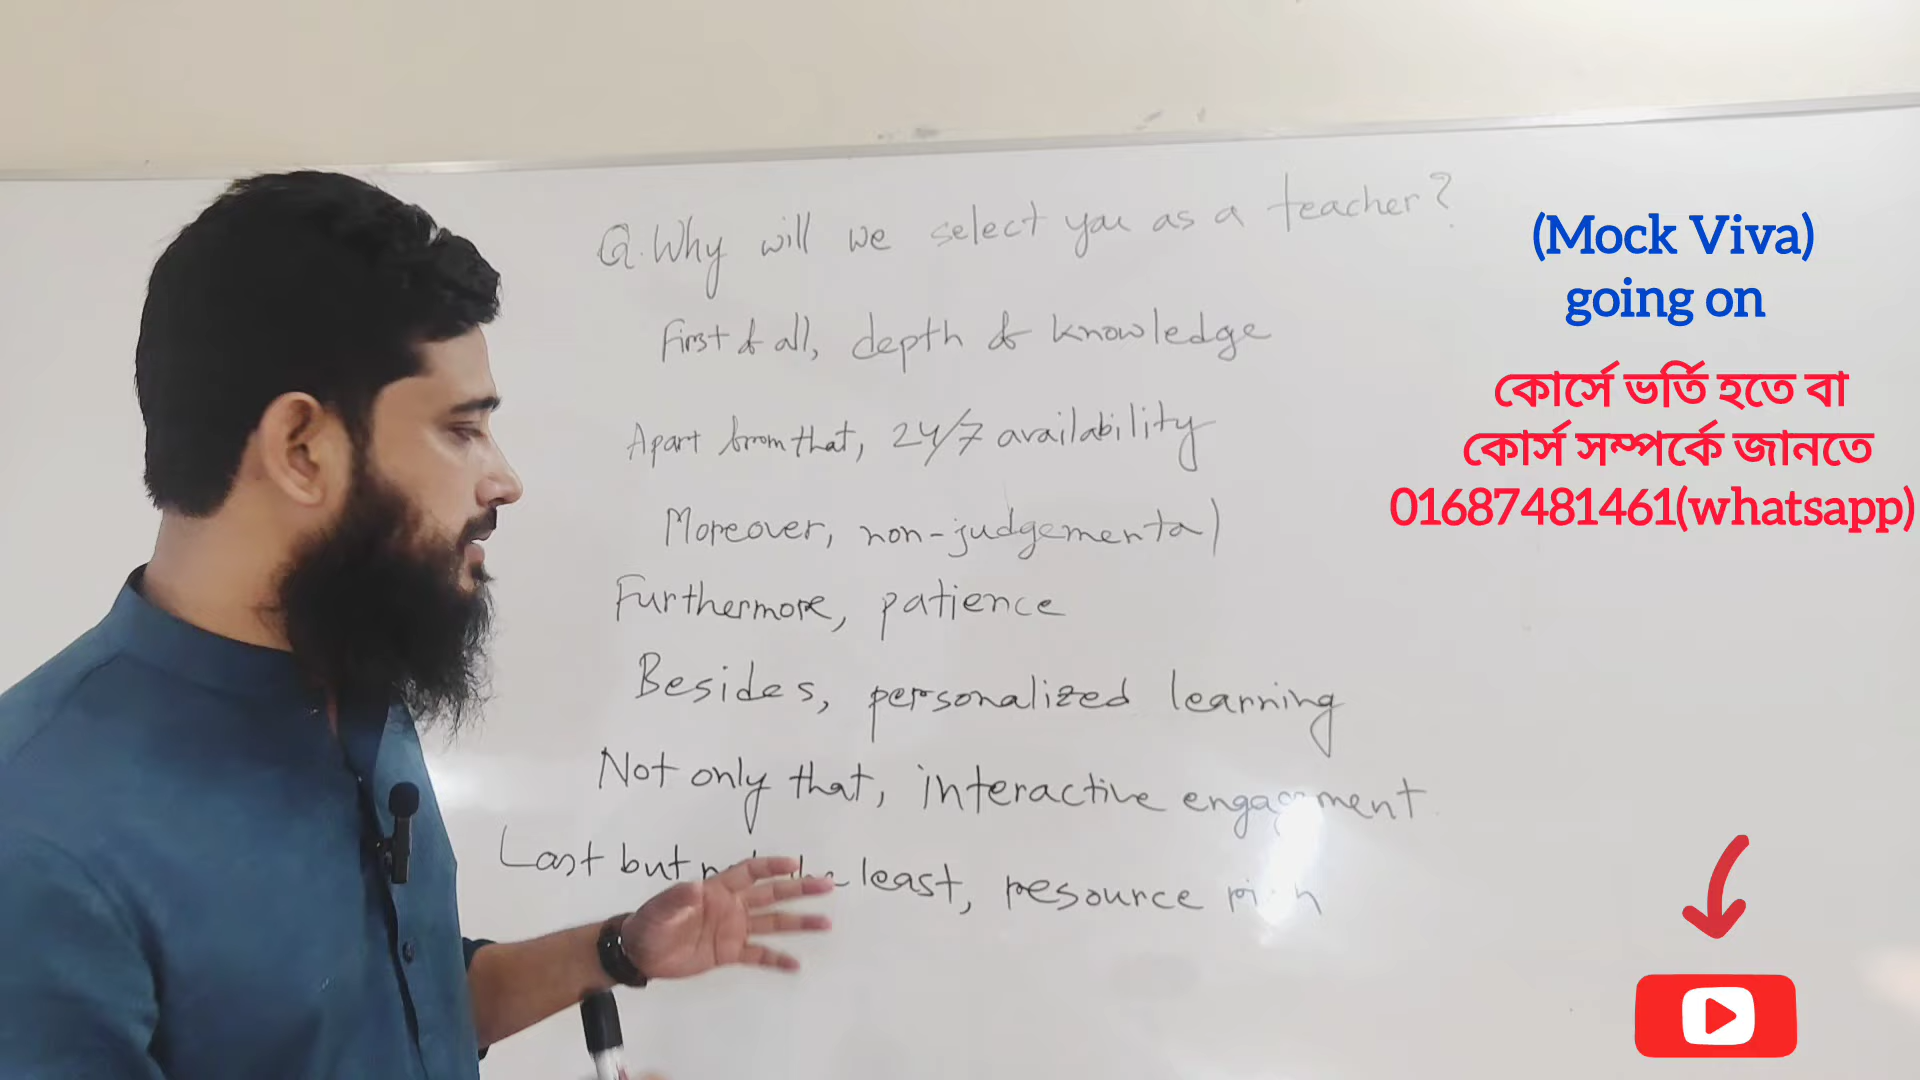 Q. Why will we select you as a teacher?
First of all, depth of knowledge
Apart from that, 24/7 availability
Moreover, non-judgemental
Furthermore, patience
Besides, personalized learning
Not only that, interactive engagement
Last but the least, resource rich
(Mock Viva)
going on
কোর্সে ভর্তি হতে বা
কোর্স সম্পর্কে জানতে
01687481461(whatsapp)